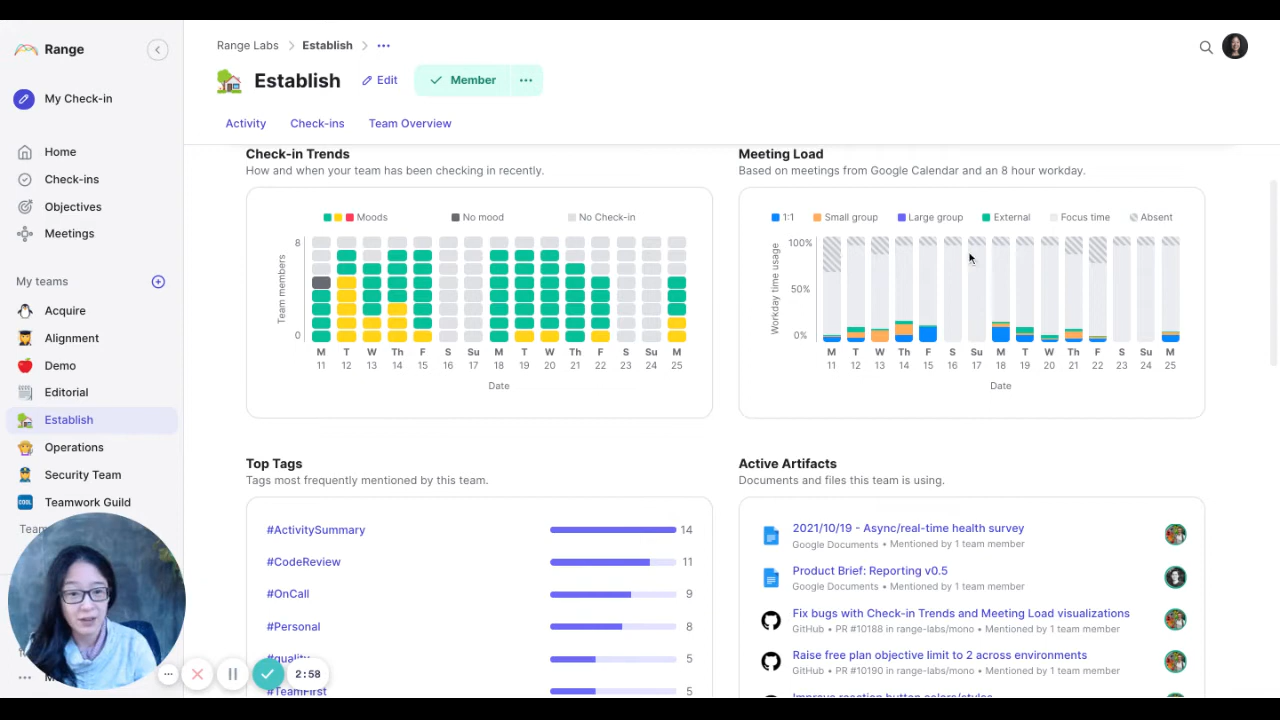 Range
My Check-in
Home
Check-ins
Objectives
Meetings
My teams
Acquire
Alignment
Demo
Editorial
Establish
Operations
Security Team
Teamwork Guild
Range Labs > Establish > •••
Establish
Edit
Member
Activity
Check-ins
Team Overview
Check-in Trends
How and when your team has been checking in recently.
Moods
No mood
No Check-in
Team members
8
0
M T W Th F S Su M T W Th F S Su M
11 12 13 14 15 16 17 18 19 20 21 22 23 24 25
Date
Meeting Load
Based on meetings from Google Calendar and an 8 hour workday.
1:1
Small group
Large group
External
Focus time
Absent
Workday time usage
100%
50%
0%
M T W Th F S Su M T W Th F S Su M
11 12 13 14 15 16 17 18 19 20 21 22 23 24 25
Date
Top Tags
Tags most frequently mentioned by this team.
#ActivitySummary 14
#CodeReview 11
#OnCall 9
#Personal 8
#quality 5
#TeamFirst 5
Active Artifacts
Documents and files this team is using.
2021/10/19 - Async/real-time health survey
Google Documents • Mentioned by 1 team member
Product Brief: Reporting v0.5
Google Documents • Mentioned by 1 team member
Fix bugs with Check-in Trends and Meeting Load visualizations
GitHub • PR #10188 in range-labs/mono • Mentioned by 1 team member
Raise free plan objective limit to 2 across environments
GitHub • PR #10190 in range-labs/mono • Mentioned by 1 team member
Improve reaction button colors/styles
COOL
2:58